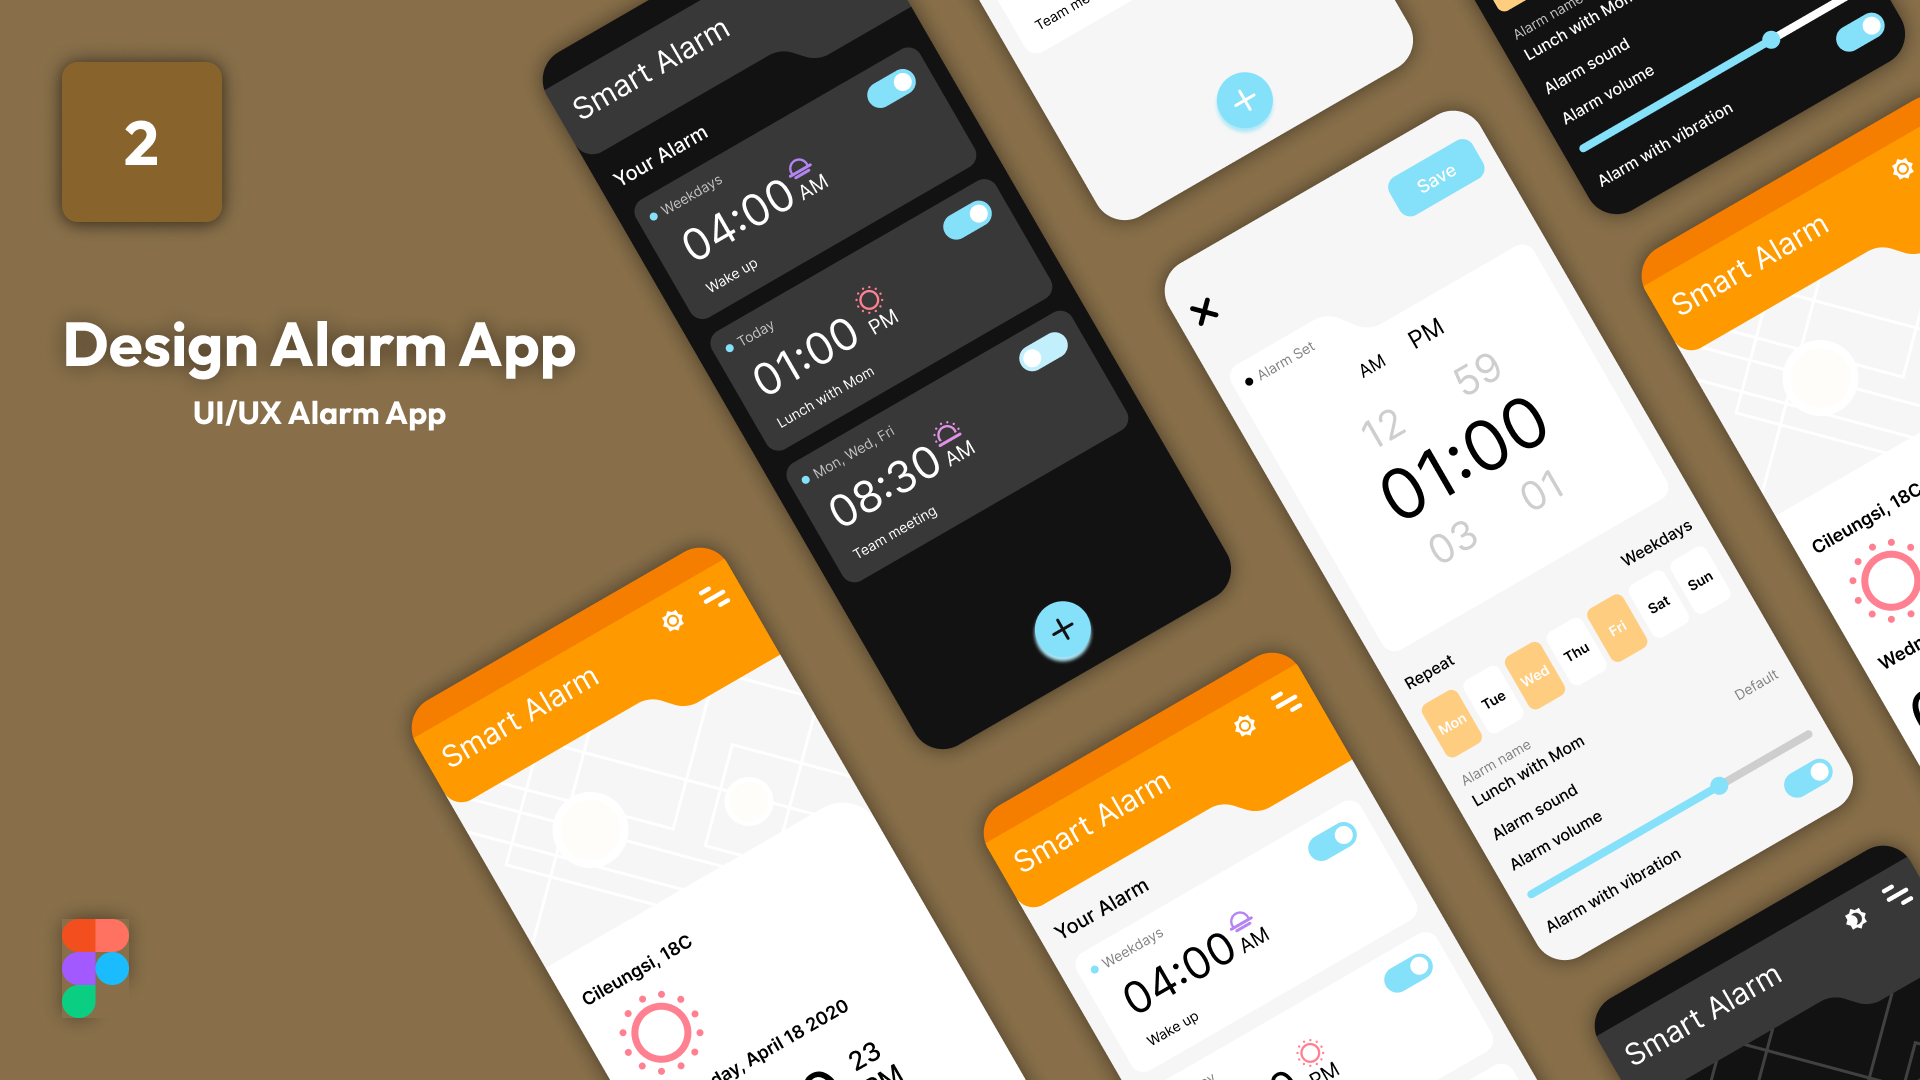 2
Design Alarm App
UI/UX Alarm App
Smart Alarm
Your Alarm
Weekdays
04:00 AM
Wake up
Today
01:00 PM
Lunch with Mom
Mon, Wed, Fri
08:30 AM
Team meeting
Smart Alarm
Cileungsi, 18C
day, April 18 2020
23
PM
Smart Alarm
Your Alarm
Weekdays
04:00 AM
Wake up
PM
Save
Alarm Set
AM PM
12 59
01:00
03 01
Repeat Weekdays
Mon Tue Wed Thu Fri Sat Sun
Alarm name
Lunch with Mom
Alarm sound Default
Alarm volume
Alarm with vibration
Alarm name
Lunch with Mom
Alarm sound
Alarm volume
Alarm with vibration
Smart Alarm
Cileungsi, 18C
Smart Alarm